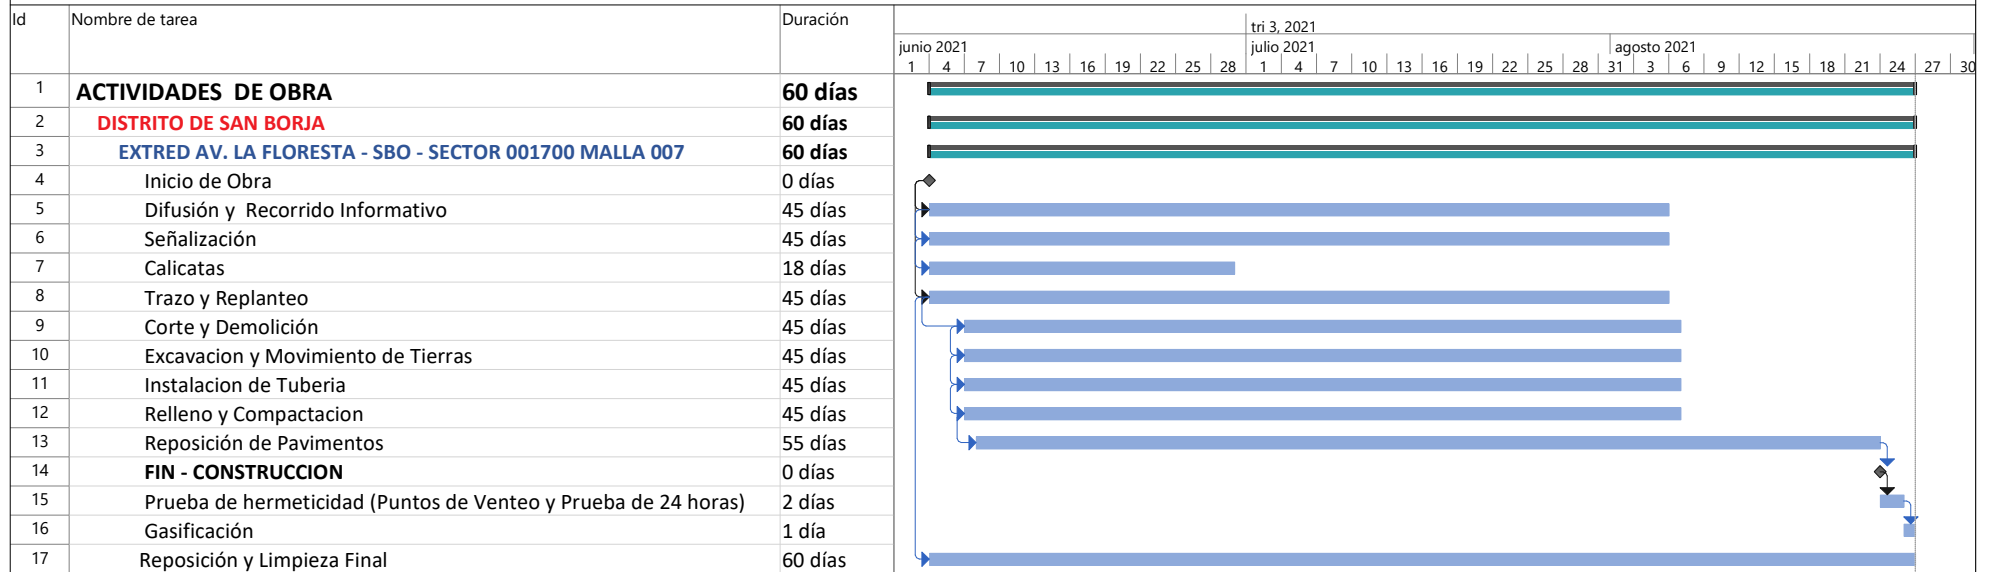 Id Nombre de tarea Duración
tri 3, 2021
junio 2021 julio 2021 agosto 2021
1 4 7 10 13 16 19 22 25 28 1 4 7 10 13 16 19 22 25 28 31 3 6 9 12 15 18 21 24 27 30
1 ACTIVIDADES DE OBRA 60 días
2 DISTRITO DE SAN BORJA 60 días
3 EXTRED AV. LA FLORESTA - SBO - SECTOR 001700 MALLA 007 60 días
4 Inicio de Obra 0 días
5 Difusión y Recorrido Informativo 45 días
6 Señalización 45 días
7 Calicatas 18 días
8 Trazo y Replanteo 45 días
9 Corte y Demolición 45 días
10 Excavacion y Movimiento de Tierras 45 días
11 Instalacion de Tuberia 45 días
12 Relleno y Compactacion 45 días
13 Reposición de Pavimentos 55 días
14 FIN - CONSTRUCCION 0 días
15 Prueba de hermeticidad (Puntos de Venteo y Prueba de 24 horas) 2 días
16 Gasificación 1 día
17 Reposición y Limpieza Final 60 días